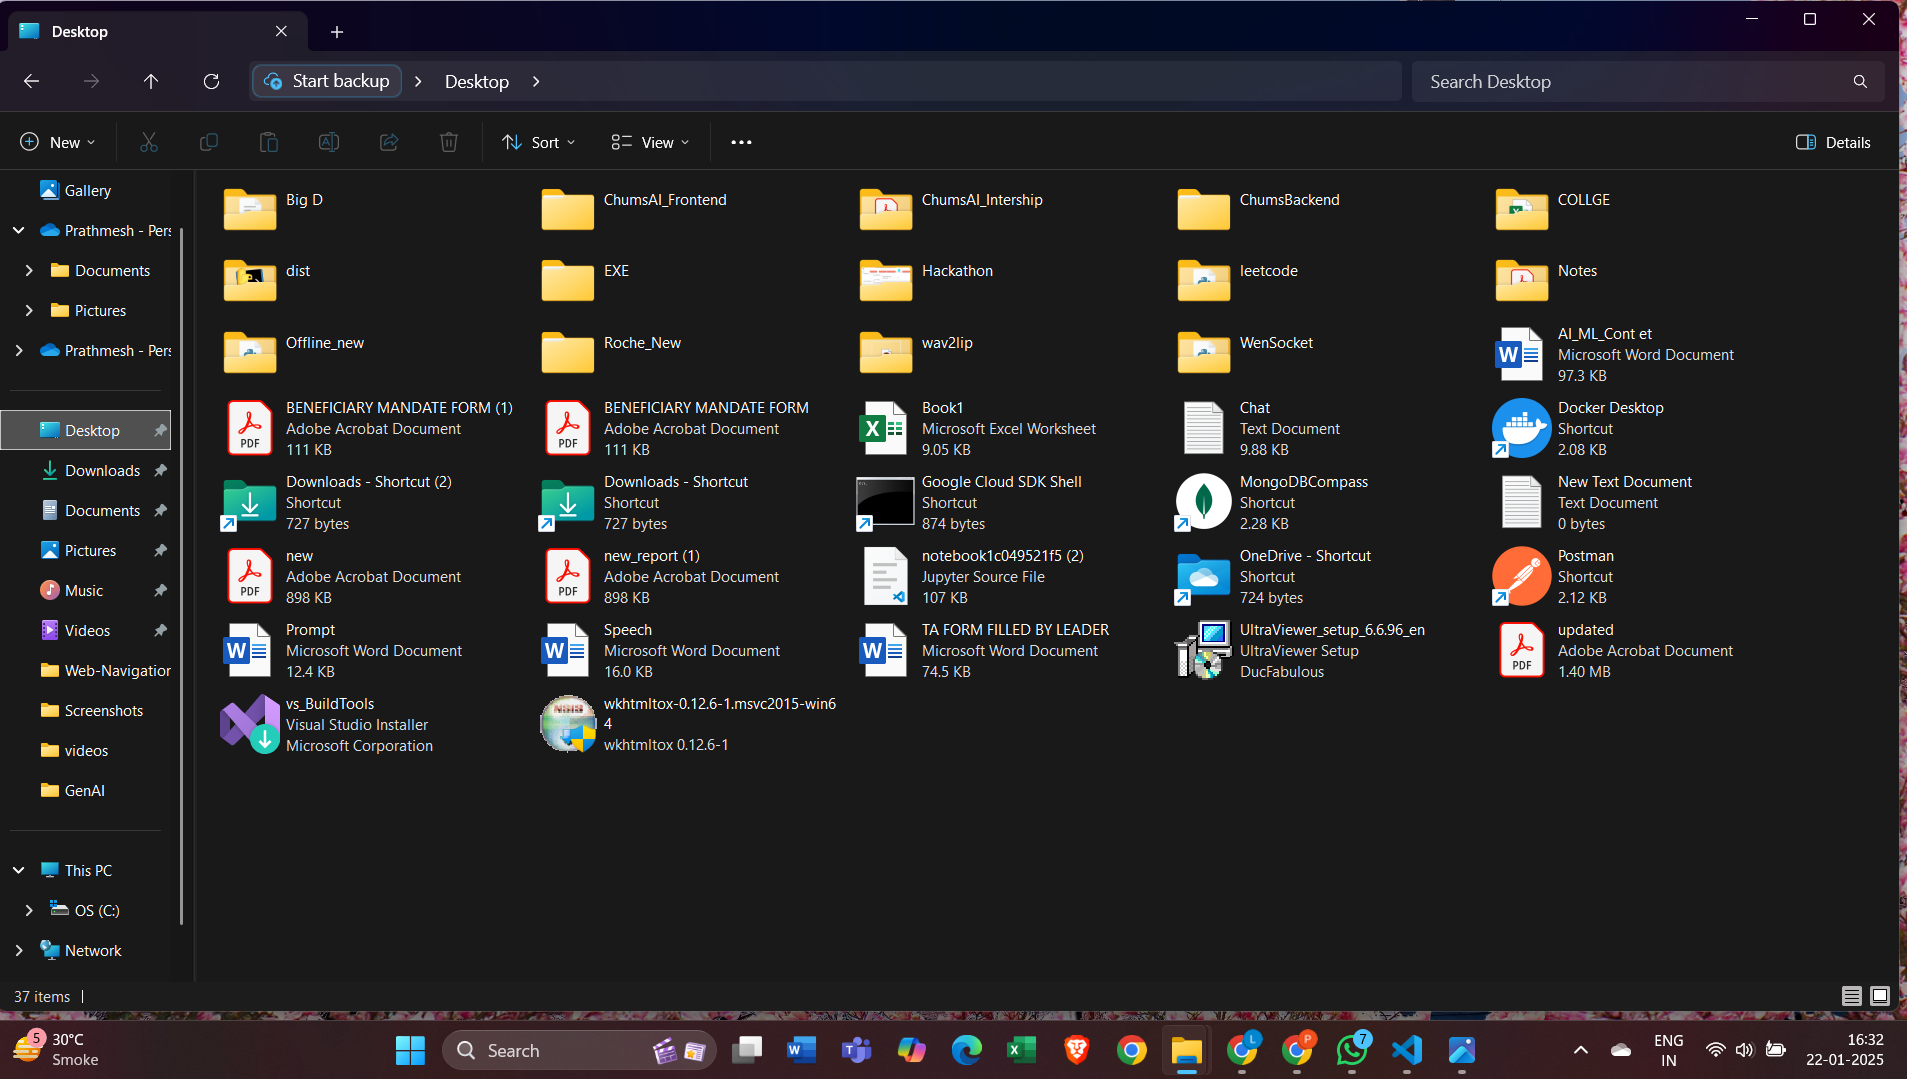 Desktop
Start backup
Desktop
Search Desktop
New
Sort
View
Details
Gallery
Prathmesh - Pers
Documents
Pictures
Prathmesh - Pers
Desktop
Downloads
Documents
Pictures
Music
Videos
Web-Navigation
Screenshots
videos
GenAI
This PC
OS (C:)
Network
Big D
ChumsAI_Frontend
ChumsAI_Intership
ChumsBackend
COLLGE
dist
EXE
Hackathon
leetcode
Notes
Offline_new
Roche_New
wav2lip
WenSocket
AI_ML_Cont et
Microsoft Word Document
97.3 KB
BENEFICIARY MANDATE FORM (1)
Adobe Acrobat Document
111 KB
BENEFICIARY MANDATE FORM
Adobe Acrobat Document
111 KB
Book1
Microsoft Excel Worksheet
9.05 KB
Chat
Text Document
9.88 KB
Docker Desktop
Shortcut
2.08 KB
Downloads - Shortcut (2)
Shortcut
727 bytes
Downloads - Shortcut
Shortcut
727 bytes
Google Cloud SDK Shell
Shortcut
874 bytes
MongoDBCompass
Shortcut
2.28 KB
New Text Document
Text Document
0 bytes
PDF
new
Adobe Acrobat Document
898 KB
PDF
new_report (1)
Adobe Acrobat Document
898 KB
notebook1c049521f5 (2)
Jupyter Source File
107 KB
OneDrive - Shortcut
Shortcut
724 bytes
Postman
Shortcut
2.12 KB
Prompt
Microsoft Word Document
12.4 KB
Speech
Microsoft Word Document
16.0 KB
TA FORM FILLED BY LEADER
Microsoft Word Document
74.5 KB
UltraViewer_setup_6.6.96_en
UltraViewer Setup
DucFabulous
PDF
updated
Adobe Acrobat Document
1.40 MB
vs_BuildTools
Visual Studio Installer
Microsoft Corporation
NSIS
wkhtmltox-0.12.6-1.msvc2015-win6
4
wkhtmltox 0.12.6-1
37 items
5
30°C
Smoke
Search
L
P
7
ENG
IN
16:32
22-01-2025